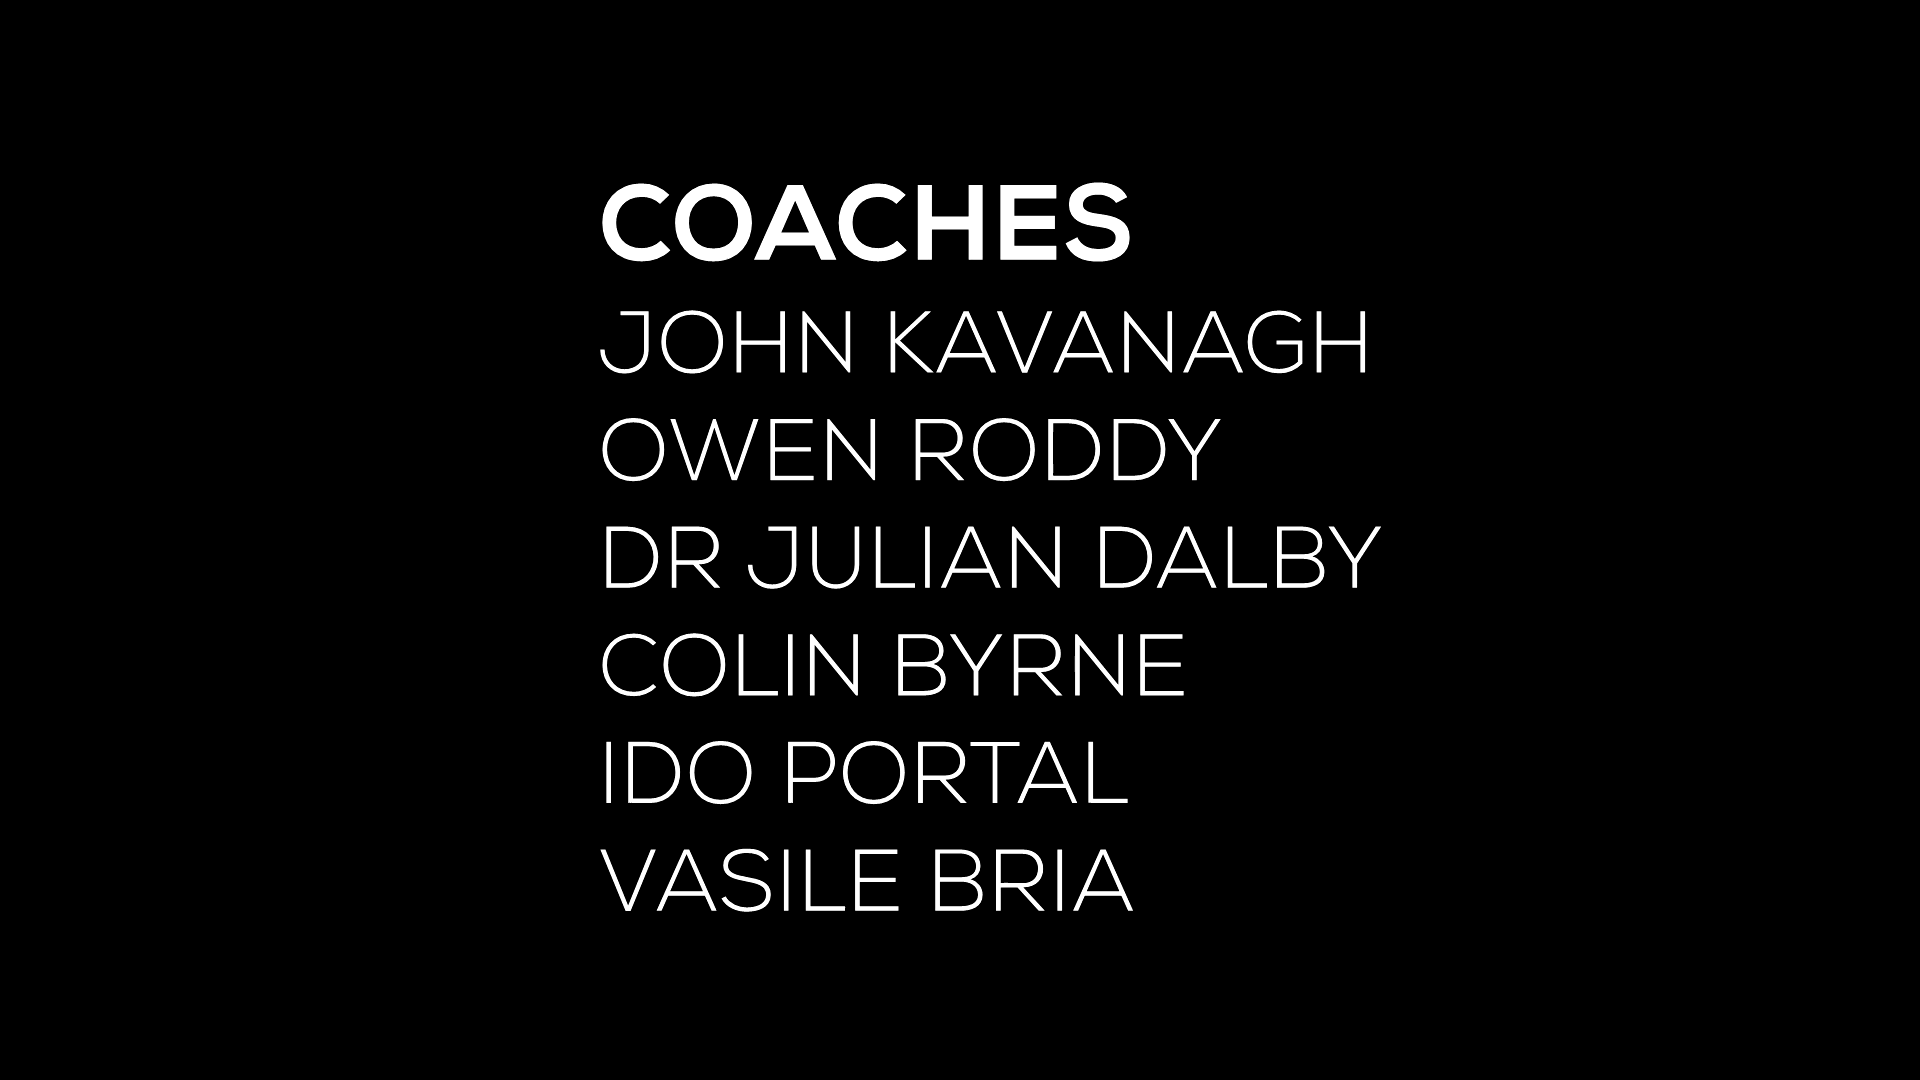 COACHES
JOHN KAVANAGH
OWEN RODDY
DR JULIAN DALBY
COLIN BYRNE
IDO PORTAL
VASILE BRIA